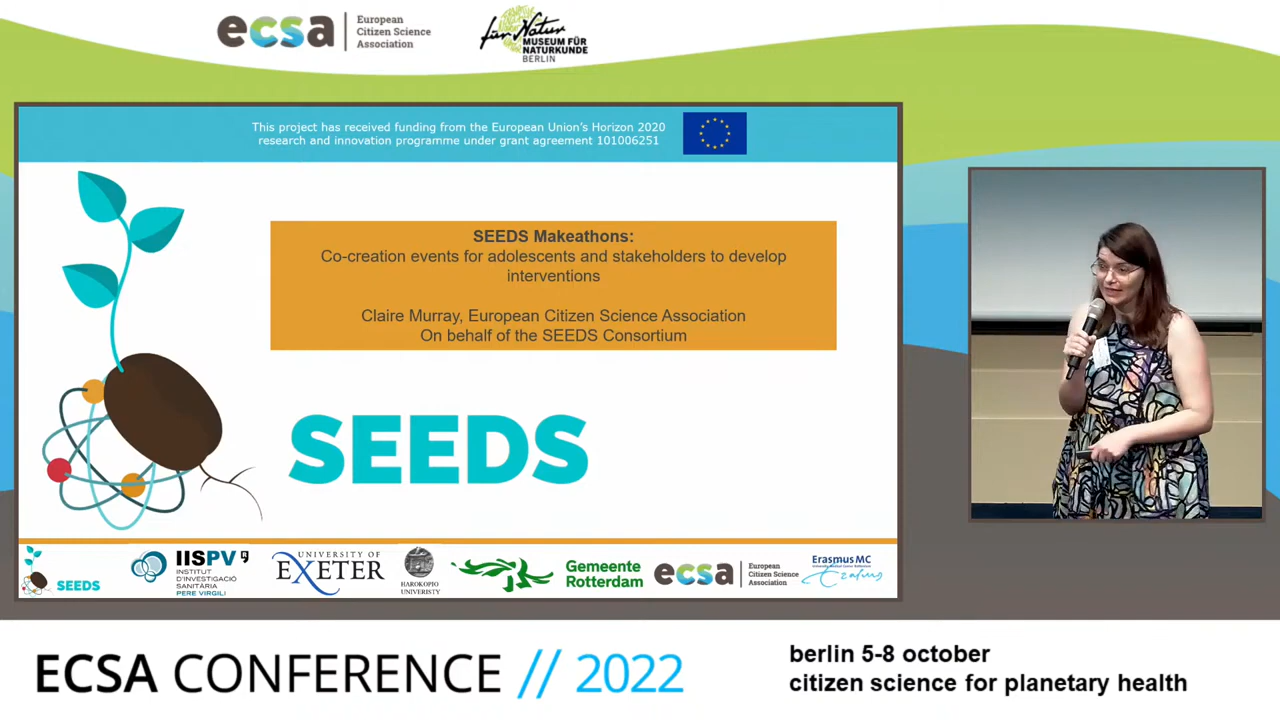 ecsa
European
Citizen Science
Association
für Natur
MUSEUM FÜR
NATURKUNDE
BERLIN
This project has received funding from the European Union's Horizon 2020
research and innovation programme under grant agreement 101006251
SEEDS Makeathons:
Co-creation events for adolescents and stakeholders to develop
interventions
Claire Murray, European Citizen Science Association
On behalf of the SEEDS Consortium
SEEDS
SEEDS
IISPV
INSTITUT
D'INVESTIGACIÓ
SANITÀRIA
PERE VIRGILI
UNIVERSITY OF
EXETER
HAROKOPIO
UNIVERISTY
Gemeente
Rotterdam
ecsa
European
Citizen Science
Association
Erasmus MC
Erasmus
ECSA CONFERENCE // 2022
berlin 5-8 october
citizen science for planetary health